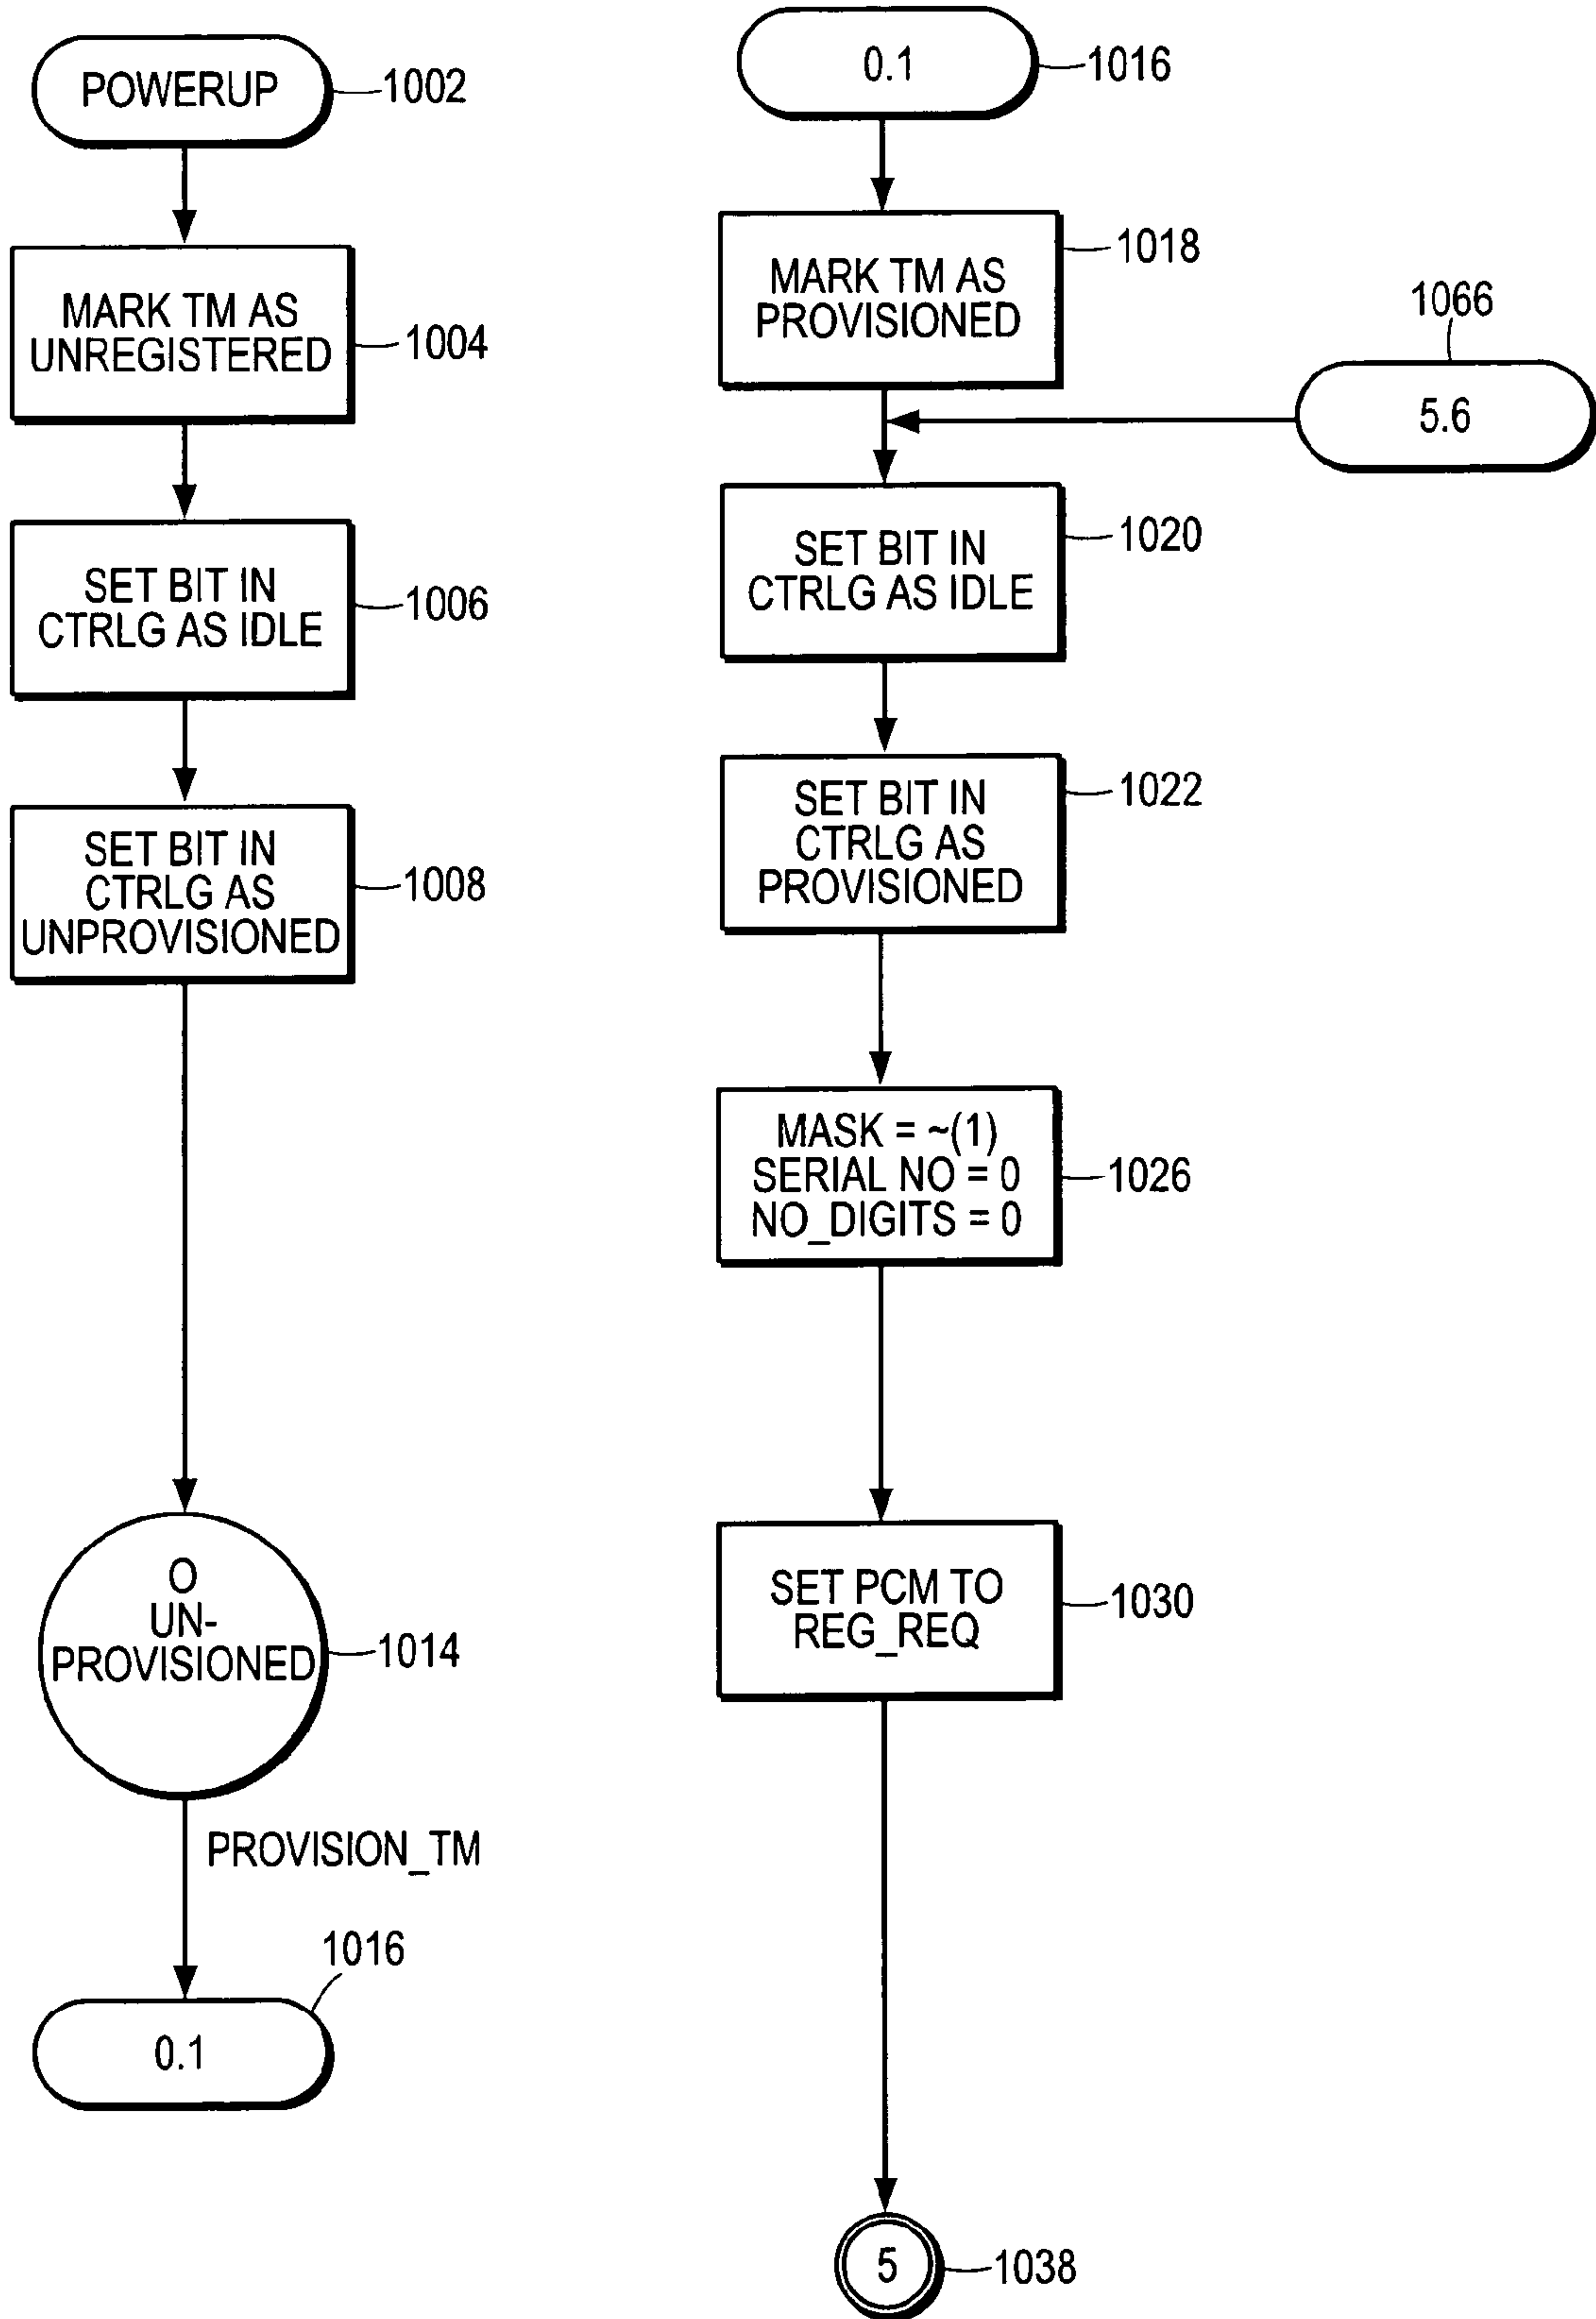 POWERUP
1002
MARK TM AS
UNREGISTERED
1004
SET BIT IN
CTRLG AS IDLE
1006
SET BIT IN
CTRLG AS
UNPROVISIONED
1008
O
UN-
PROVISIONED
1014
PROVISION_TM
1016
0.1
0.1
1016
MARK TM AS
PROVISIONED
1018
1066
5.6
SET BIT IN
CTRLG AS IDLE
1020
SET BIT IN
CTRLG AS
PROVISIONED
1022
MASK = ~(1)
SERIAL NO = 0
NO_DIGITS = 0
1026
SET PCM TO
REG_REQ
1030
5
1038